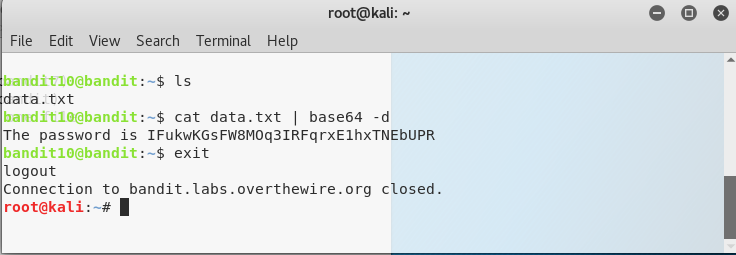 root@kali: ~
File Edit View Search Terminal Help
bandit10@bandit:~$ ls
data.txt
bandit10@bandit:~$ cat data.txt | base64 -d
The password is IFukwKGsFW8MOq3IRFqrxE1hxTNEbUPR
bandit10@bandit:~$ exit
logout
Connection to bandit.labs.overthewire.org closed.
root@kali:~#